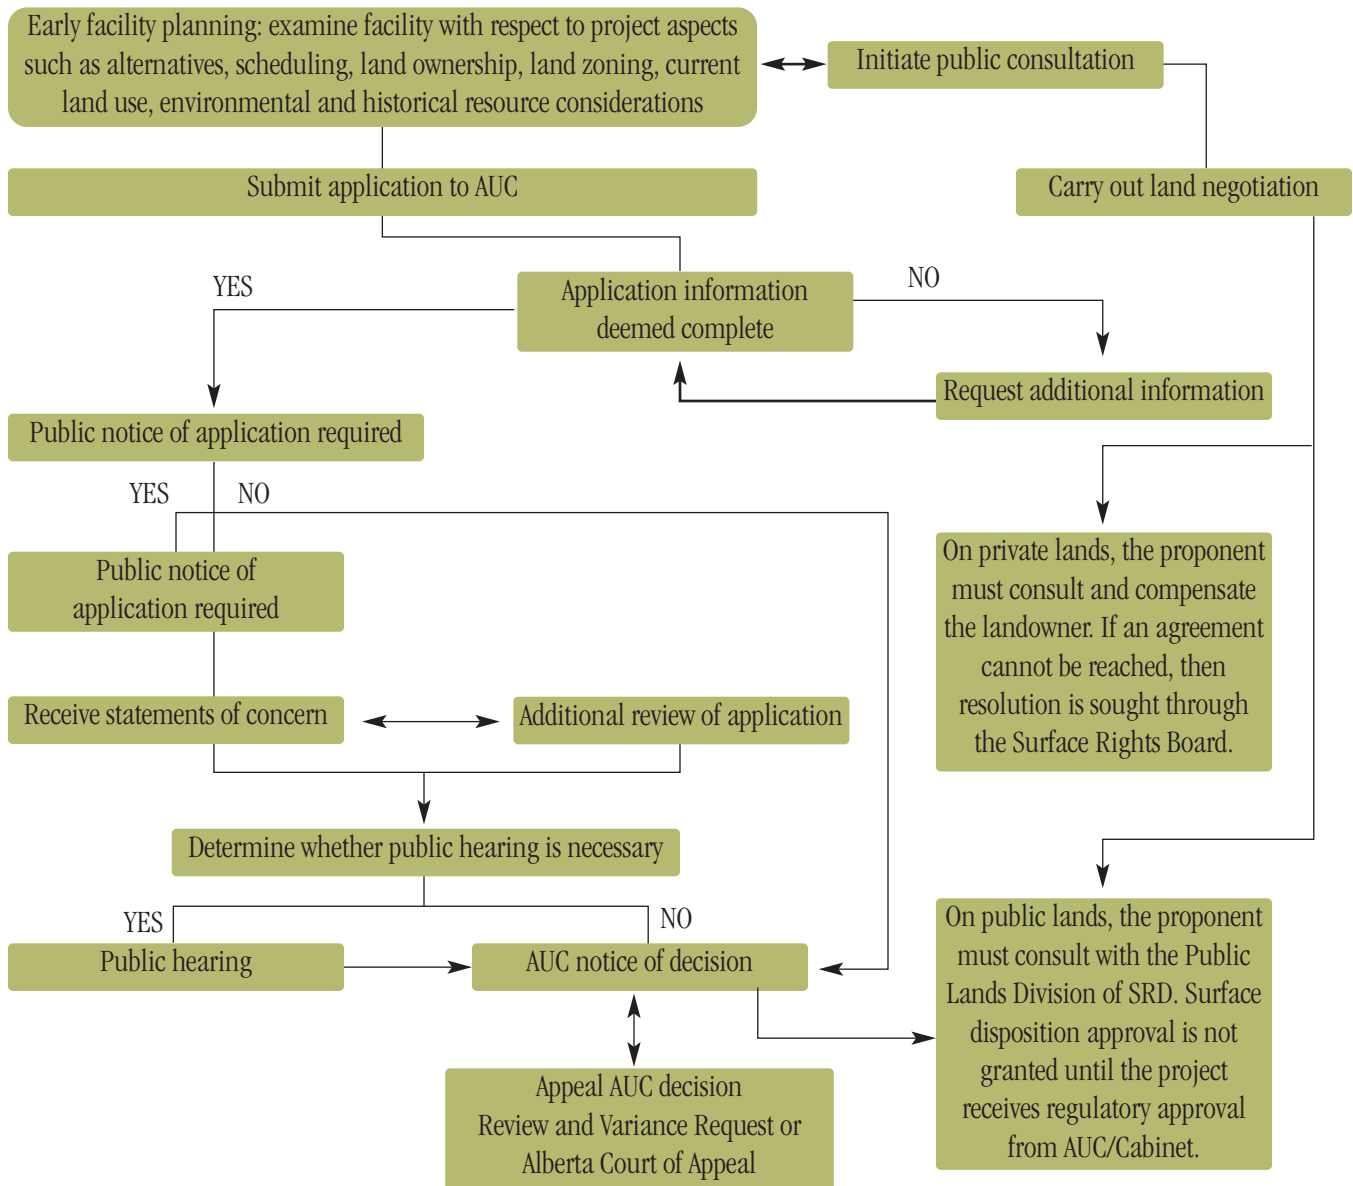 Early facility planning: examine facility with respect to project aspects
such as alternatives, scheduling, land ownership, land zoning, current
land use, environmental and historical resource considerations
Initiate public consultation
Submit application to AUC
Carry out land negotiation
YES
Application information
deemed complete
NO
Request additional information
Public notice of application required
YES
NO
Public notice of
application required
On private lands, the proponent
must consult and compensate
the landowner. If an agreement
cannot be reached, then
resolution is sought through
the Surface Rights Board.
Receive statements of concern
Additional review of application
Determine whether public hearing is necessary
YES
NO
Public hearing
AUC notice of decision
On public lands, the proponent
must consult with the Public
Lands Division of SRD. Surface
disposition approval is not
granted until the project
receives regulatory approval
from AUC/Cabinet.
Appeal AUC decision
Review and Variance Request or
Alberta Court of Appeal